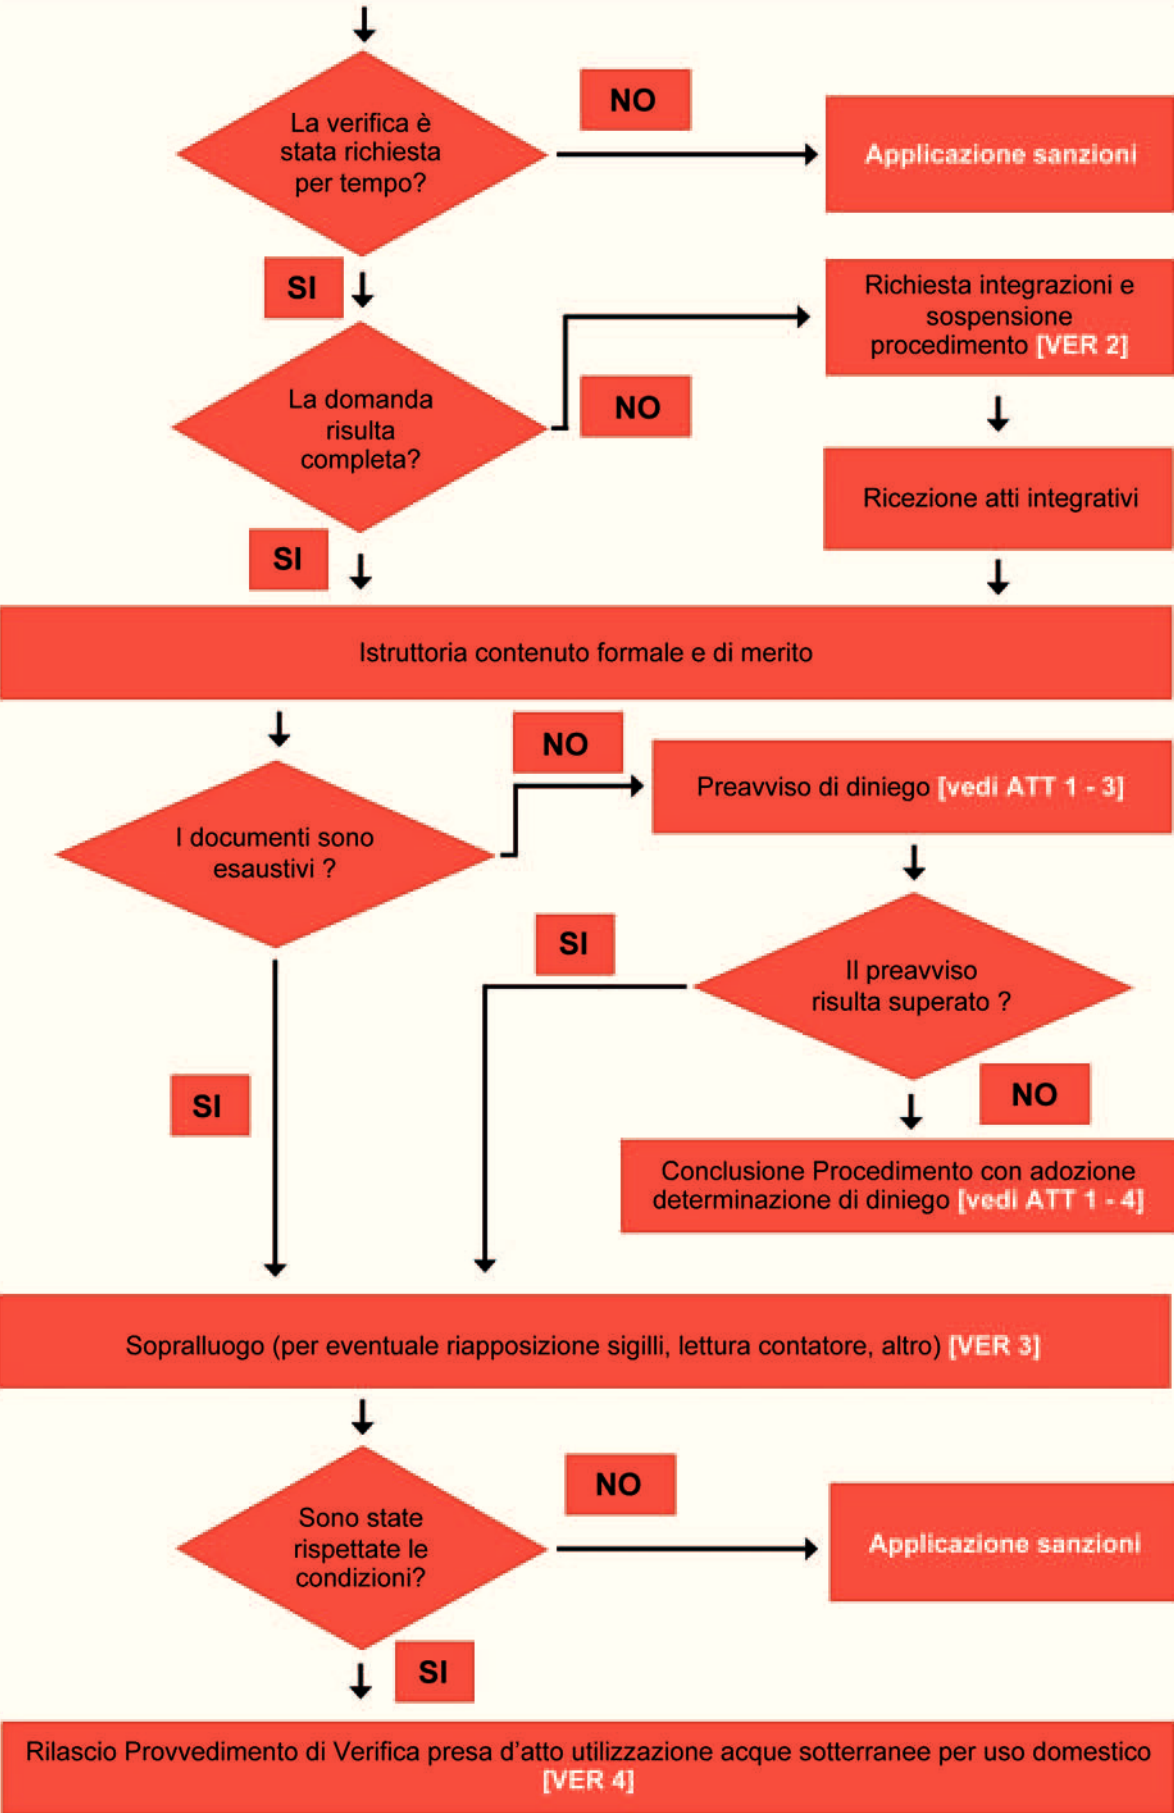 La verifica è
stata richiesta
per tempo?
NO
Applicazione sanzioni
SI
Richiesta integrazioni e
sospensione
procedimento [VER 2]
La domanda
risulta
completa?
NO
Ricezione atti integrativi
SI
Istruttoria contenuto formale e di merito
NO
Preavviso di diniego [vedi ATT 1 - 3]
I documenti sono
esaustivi ?
SI
Il preavviso
risulta superato ?
SI
NO
Conclusione Procedimento con adozione
determinazione di diniego [vedi ATT 1 - 4]
Sopralluogo (per eventuale riapposizione sigilli, lettura contatore, altro) [VER 3]
NO
Sono state
rispettate le
condizioni?
Applicazione sanzioni
SI
Rilascio Provvedimento di Verifica presa d'atto utilizzazione acque sotterranee per uso domestico
[VER 4]